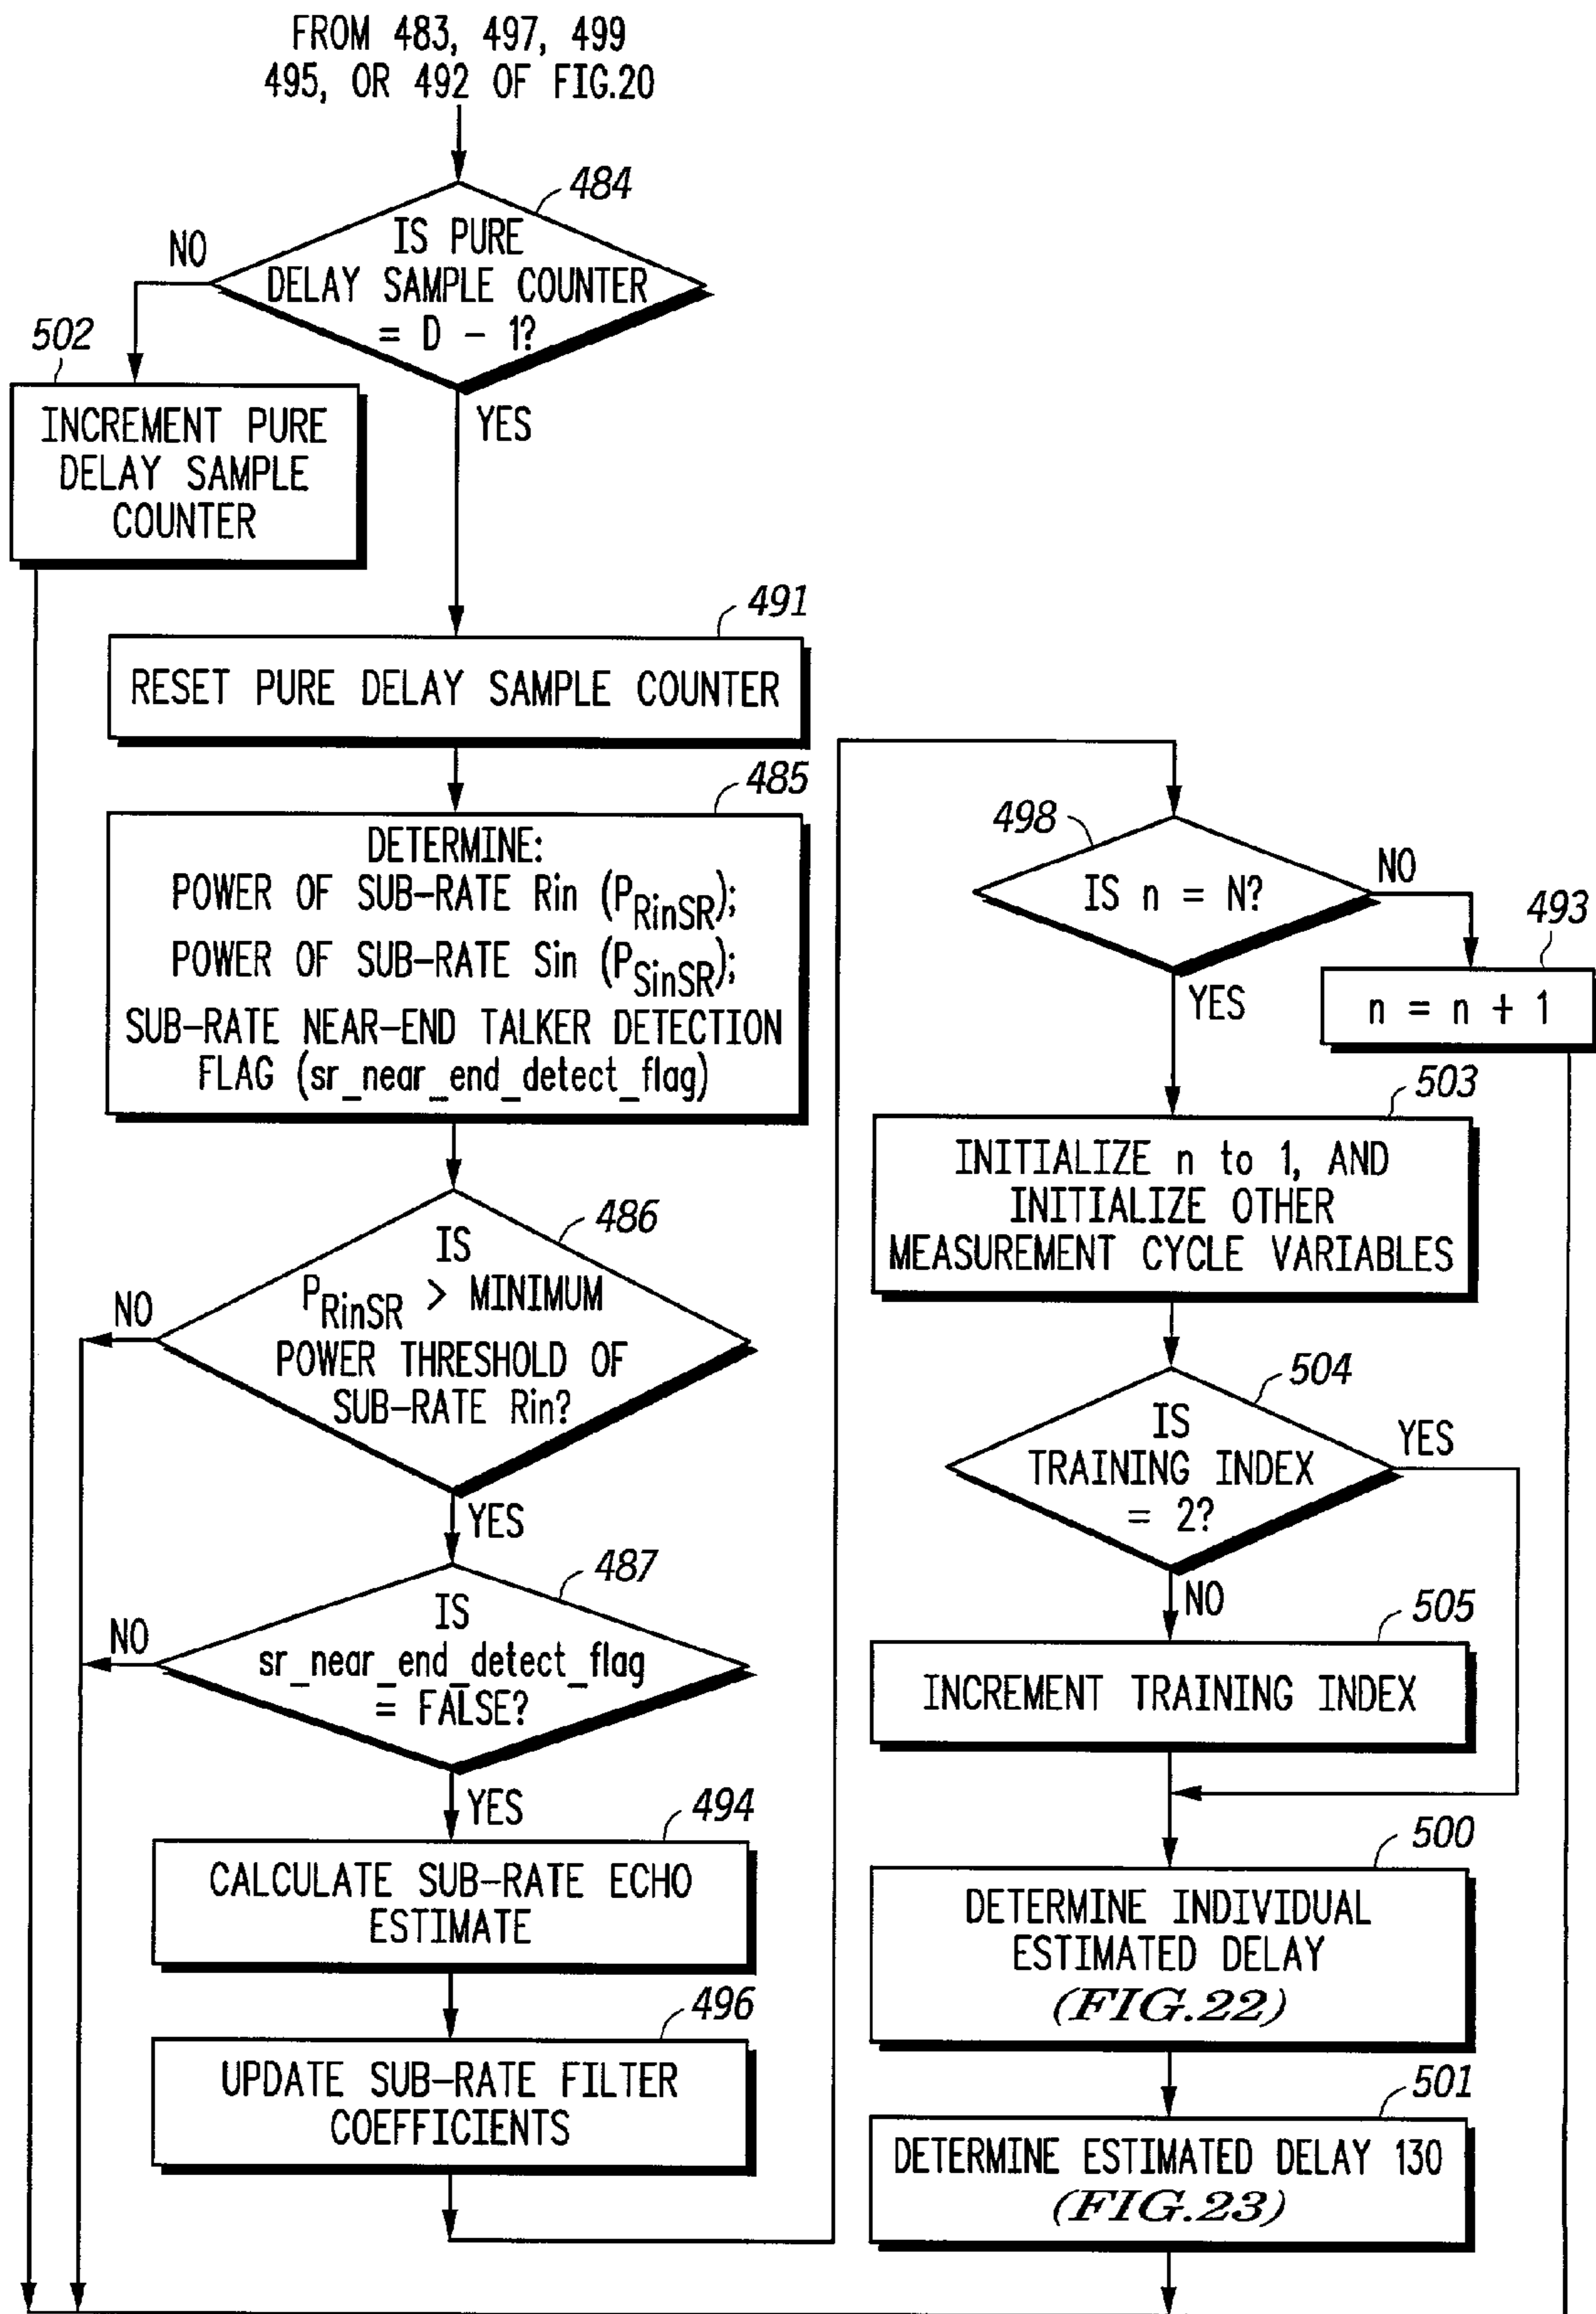 FROM 483, 497, 499
495, OR 492 OF FIG.20
484
IS PURE
DELAY SAMPLE COUNTER
= D - 1?
NO
YES
502
INCREMENT PURE
DELAY SAMPLE
COUNTER
491
RESET PURE DELAY SAMPLE COUNTER
485
DETERMINE:
POWER OF SUB-RATE Rin (PRinSR);
POWER OF SUB-RATE Sin (PSinSR);
SUB-RATE NEAR-END TALKER DETECTION
FLAG (sr_near_end_detect_flag)
486
IS
PRinSR > MINIMUM
POWER THRESHOLD OF
SUB-RATE Rin?
NO
YES
487
IS
sr_near_end_detect_flag
= FALSE?
NO
YES
494
CALCULATE SUB-RATE ECHO
ESTIMATE
496
UPDATE SUB-RATE FILTER
COEFFICIENTS
498
IS n = N?
NO
YES
493
n = n + 1
503
INITIALIZE n to 1, AND
INITIALIZE OTHER
MEASUREMENT CYCLE VARIABLES
504
IS
TRAINING INDEX
= 2?
YES
NO
505
INCREMENT TRAINING INDEX
500
DETERMINE INDIVIDUAL
ESTIMATED DELAY
(FIG.22)
501
DETERMINE ESTIMATED DELAY 130
(FIG.23)